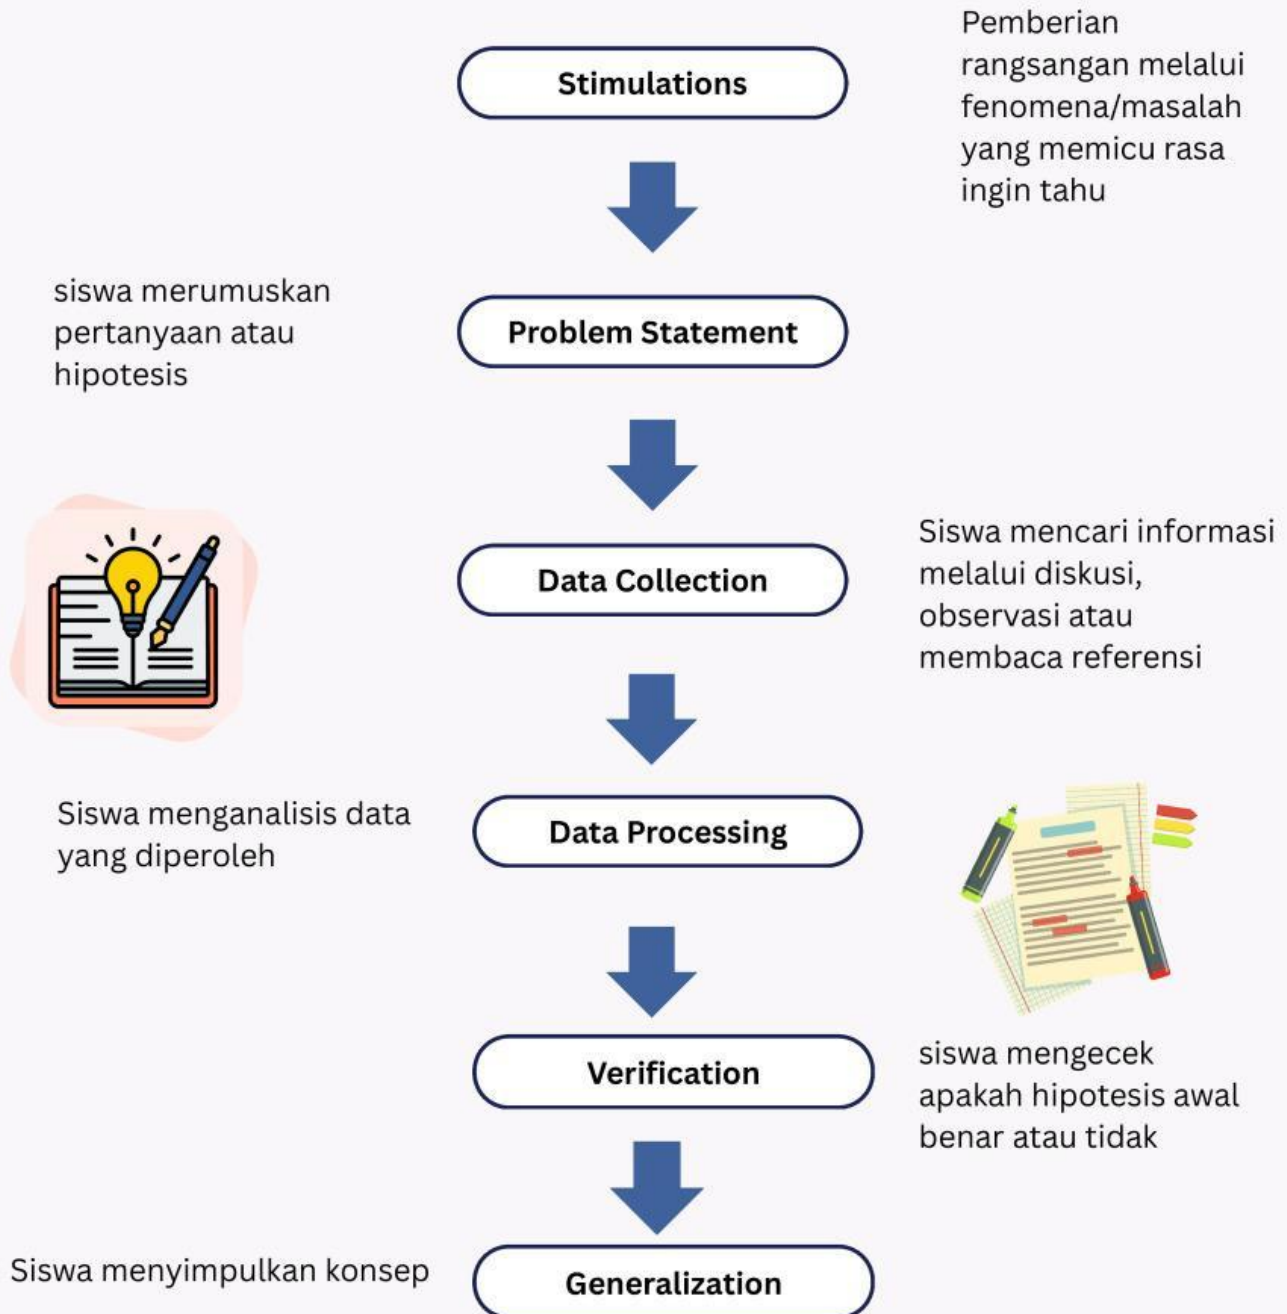 Stimulations
Pemberian
rangsangan melalui
fenomena/masalah
yang memicu rasa
ingin tahu
siswa merumuskan
pertanyaan atau
hipotesis
Problem Statement
Data Collection
Siswa mencari informasi
melalui diskusi,
observasi atau
membaca referensi
Siswa menganalisis data
yang diperoleh
Data Processing
Verification
siswa mengecek
apakah hipotesis awal
benar atau tidak
Siswa menyimpulkan konsep
Generalization